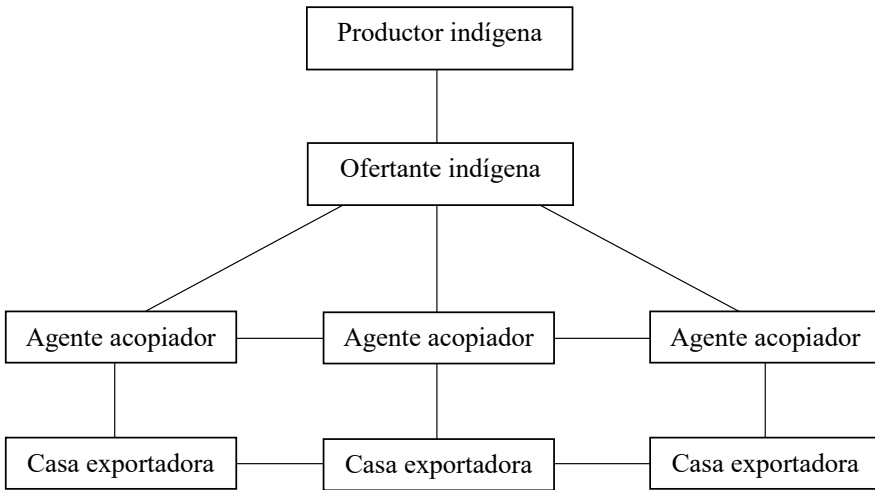 Productor indígena
Ofertante indígena
Agente acopiador
Agente acopiador
Agente acopiador
Casa exportadora
Casa exportadora
Casa exportadora